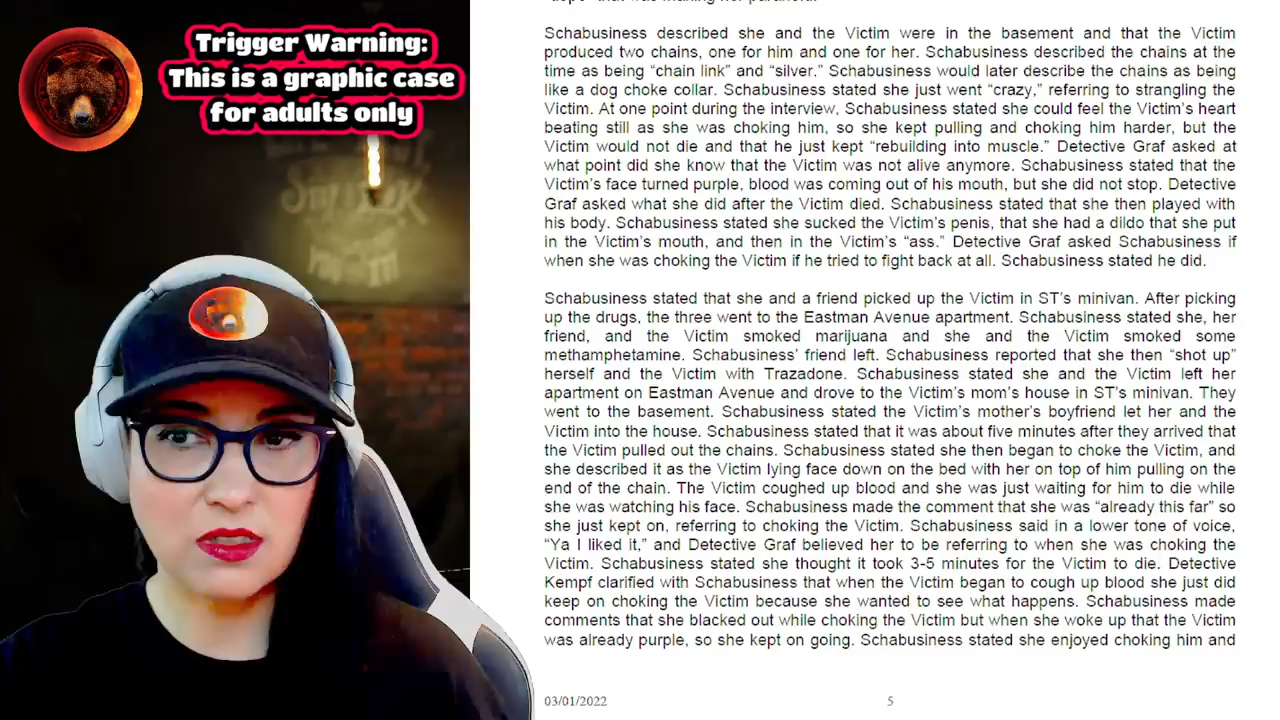 Trigger Warning:
This is a graphic case
for adults only
Schabusiness described she and the Victim were in the basement and that the Victim
produced two chains, one for him and one for her. Schabusiness described the chains at the
time as being “chain link” and “silver.” Schabusiness would later describe the chains as being
like a dog choke collar. Schabusiness stated she just went “crazy,” referring to strangling the
Victim. At one point during the interview, Schabusiness stated she could feel the Victim’s heart
beating still as she was choking him, so she kept pulling and choking him harder, but the
Victim would not die and that he just kept “rebuilding into muscle.” Detective Graf asked at
what point did she know that the Victim was not alive anymore. Schabusiness stated that the
Victim’s face turned purple, blood was coming out of his mouth, but she did not stop. Detective
Graf asked what she did after the Victim died. Schabusiness stated that she then played with
his body. Schabusiness stated she sucked the Victim’s penis, that she had a dildo that she put
in the Victim’s mouth, and then in the Victim’s “ass.” Detective Graf asked Schabusiness if
when she was choking the Victim if he tried to fight back at all. Schabusiness stated he did.
Schabusiness stated that she and a friend picked up the Victim in ST’s minivan. After picking
up the drugs, the three went to the Eastman Avenue apartment. Schabusiness stated she, her
friend, and the Victim smoked marijuana and she and the Victim smoked some
methamphetamine. Schabusiness’ friend left. Schabusiness reported that she then “shot up”
herself and the Victim with Trazadone. Schabusiness stated she and the Victim left her
apartment on Eastman Avenue and drove to the Victim’s mom’s house in ST’s minivan. They
went to the basement. Schabusiness stated the Victim’s mother’s boyfriend let her and the
Victim into the house. Schabusiness stated that it was about five minutes after they arrived that
the Victim pulled out the chains. Schabusiness stated she then began to choke the Victim, and
she described it as the Victim lying face down on the bed with her on top of him pulling on the
end of the chain. The Victim coughed up blood and she was just waiting for him to die while
she was watching his face. Schabusiness made the comment that she was “already this far” so
she just kept on, referring to choking the Victim. Schabusiness said in a lower tone of voice,
“Ya I liked it,” and Detective Graf believed her to be referring to when she was choking the
Victim. Schabusiness stated she thought it took 3-5 minutes for the Victim to die. Detective
Kempf clarified with Schabusiness that when the Victim began to cough up blood she just did
keep on choking the Victim because she wanted to see what happens. Schabusiness made
comments that she blacked out while choking the Victim but when she woke up that the Victim
was already purple, so she kept on going. Schabusiness stated she enjoyed choking him and
03/01/2022 5